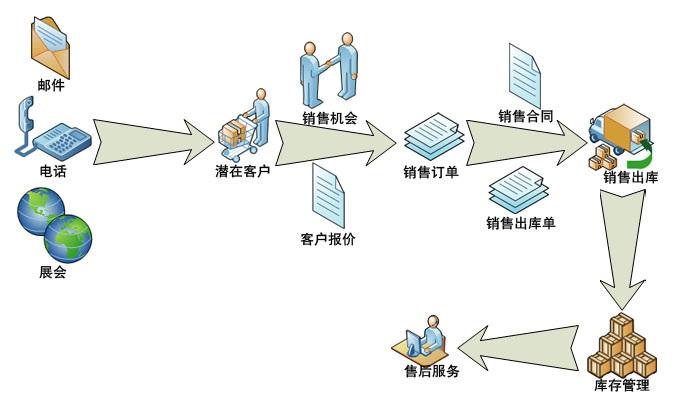 邮件
电话
展会
潜在客户
销售机会
客户报价
销售订单
销售合同
销售出库单
销售出库
库存管理
售后服务